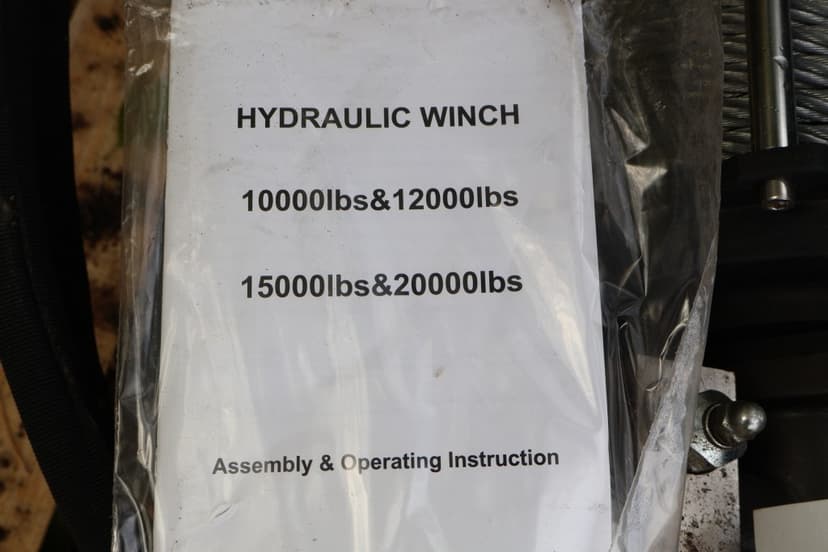 HYDRAULIC WINCH
10000lbs&12000lbs
15000lbs&20000lbs
Assembly & Operating Instruction